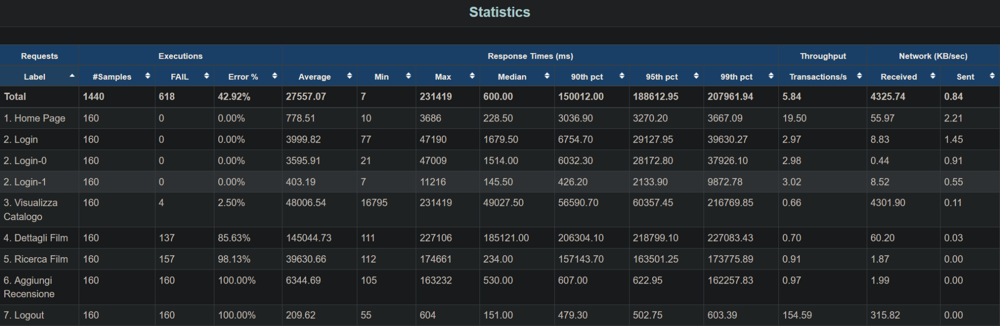 Statistics
Requests Executions Response Times (ms) Throughput Network (KB/sec)
Label #Samples FAIL Error % Average Min Max Median 90th pct 95th pct 99th pct Transactions/s Received Sent
Total 1440 618 42.92% 27557.07 7 231419 600.00 150012.00 188612.95 207961.94 5.84 4325.74 0.84
1. Home Page 160 0 0.00% 778.51 10 3686 228.50 3036.90 3270.20 3667.09 19.50 55.97 2.21
2. Login 160 0 0.00% 3999.82 77 47190 1679.50 6754.70 29127.95 39630.27 2.97 8.83 1.45
2. Login-0 160 0 0.00% 3595.91 21 47009 1514.00 6032.30 28172.80 37926.10 2.98 0.44 0.91
2. Login-1 160 0 0.00% 403.19 7 11216 145.50 426.20 2133.90 9872.78 3.02 8.52 0.55
3. Visualizza 160 4 2.50% 48006.54 16795 231419 49027.50 56590.70 60357.45 216769.85 0.66 4301.90 0.11
Catalogo
4. Dettagli Film 160 137 85.63% 145044.73 111 227106 185121.00 206304.10 218799.10 227083.43 0.70 60.20 0.03
5. Ricerca Film 160 157 98.13% 39630.66 112 174661 234.00 157143.70 163501.25 173775.89 0.91 1.87 0.00
6. Aggiungi 160 160 100.00% 6344.69 105 163232 530.00 607.00 622.95 162257.83 0.97 1.99 0.00
Recensione
7. Logout 160 160 100.00% 209.62 55 604 151.00 479.30 502.75 603.39 154.59 315.82 0.00